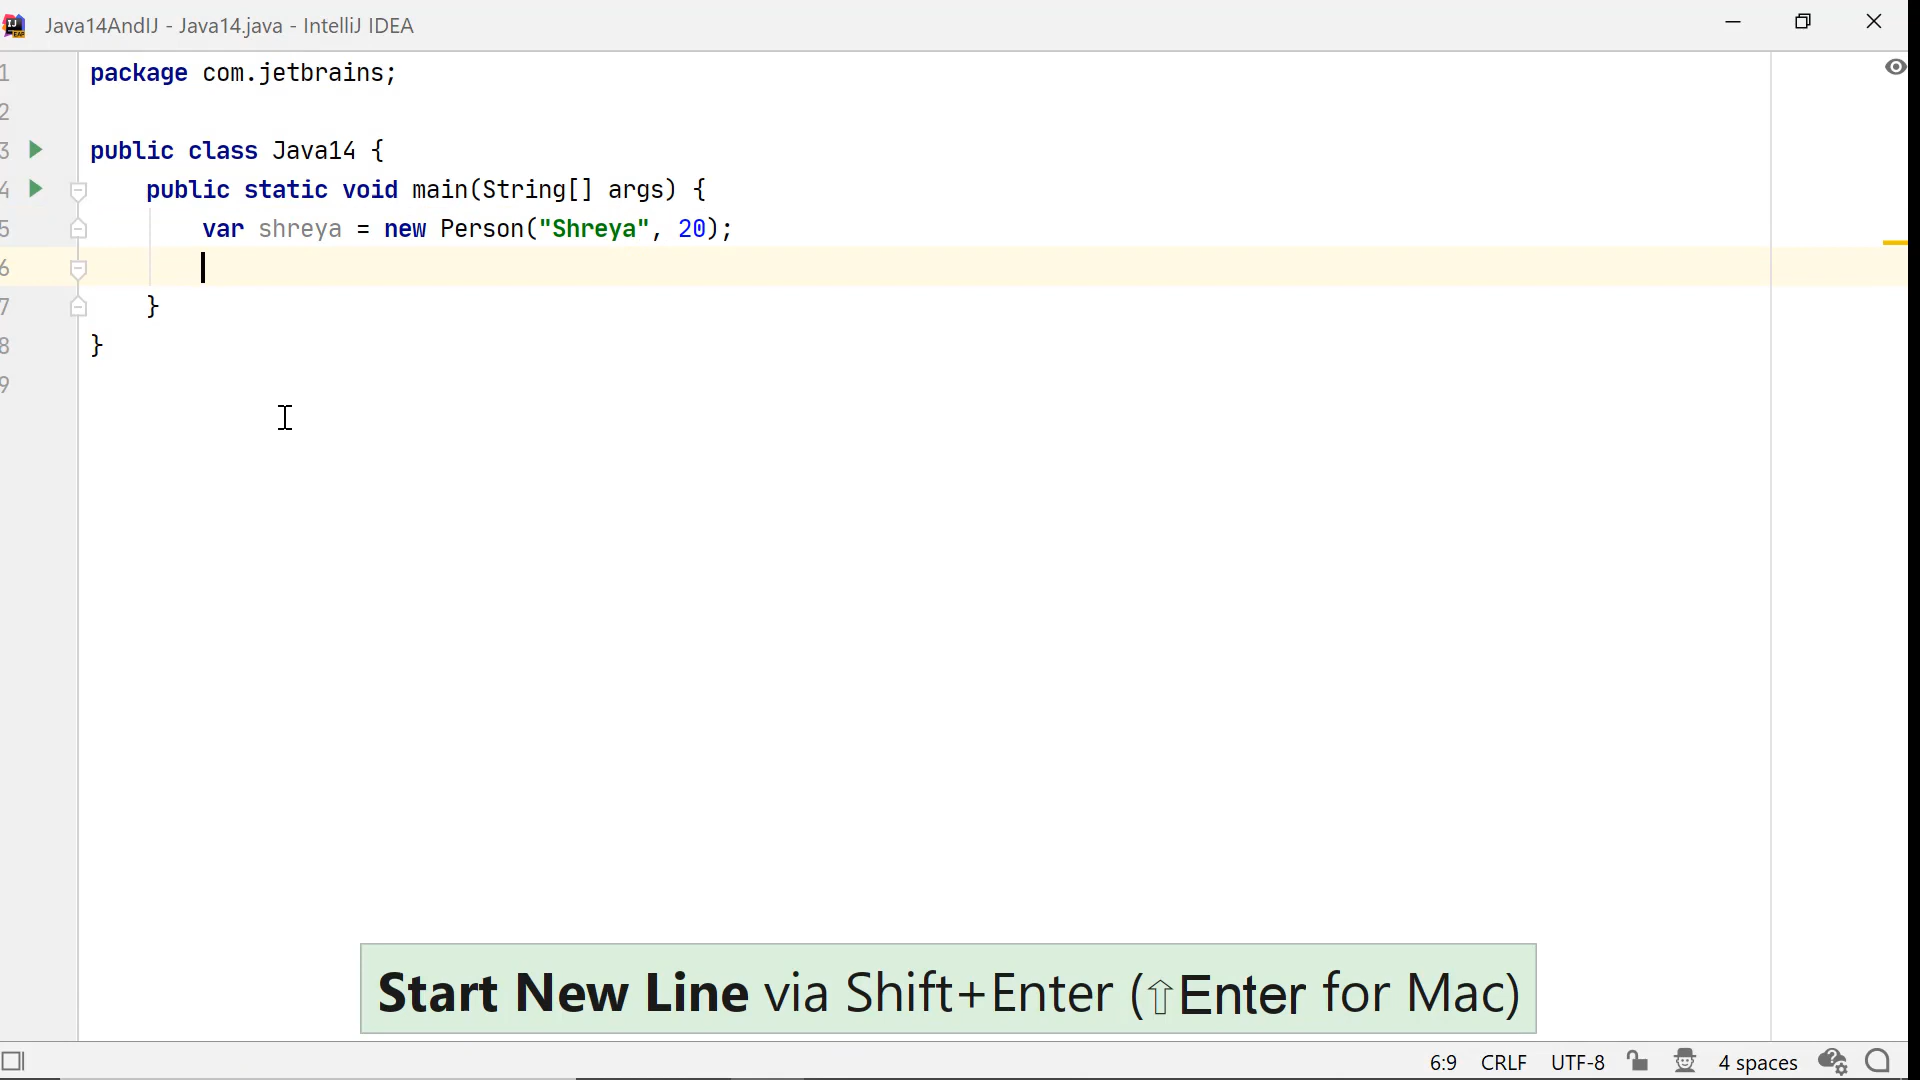 Java14AndIJ - Java14.java - IntelliJ IDEA
1 package com.jetbrains;
2
3 public class Java14 {
4     public static void main(String[] args) {
5         var shreya = new Person("Shreya", 20);
6
7     }
8 }
9
Start New Line via Shift+Enter (⇧Enter for Mac)
6:9 CRLF UTF-8 4 spaces